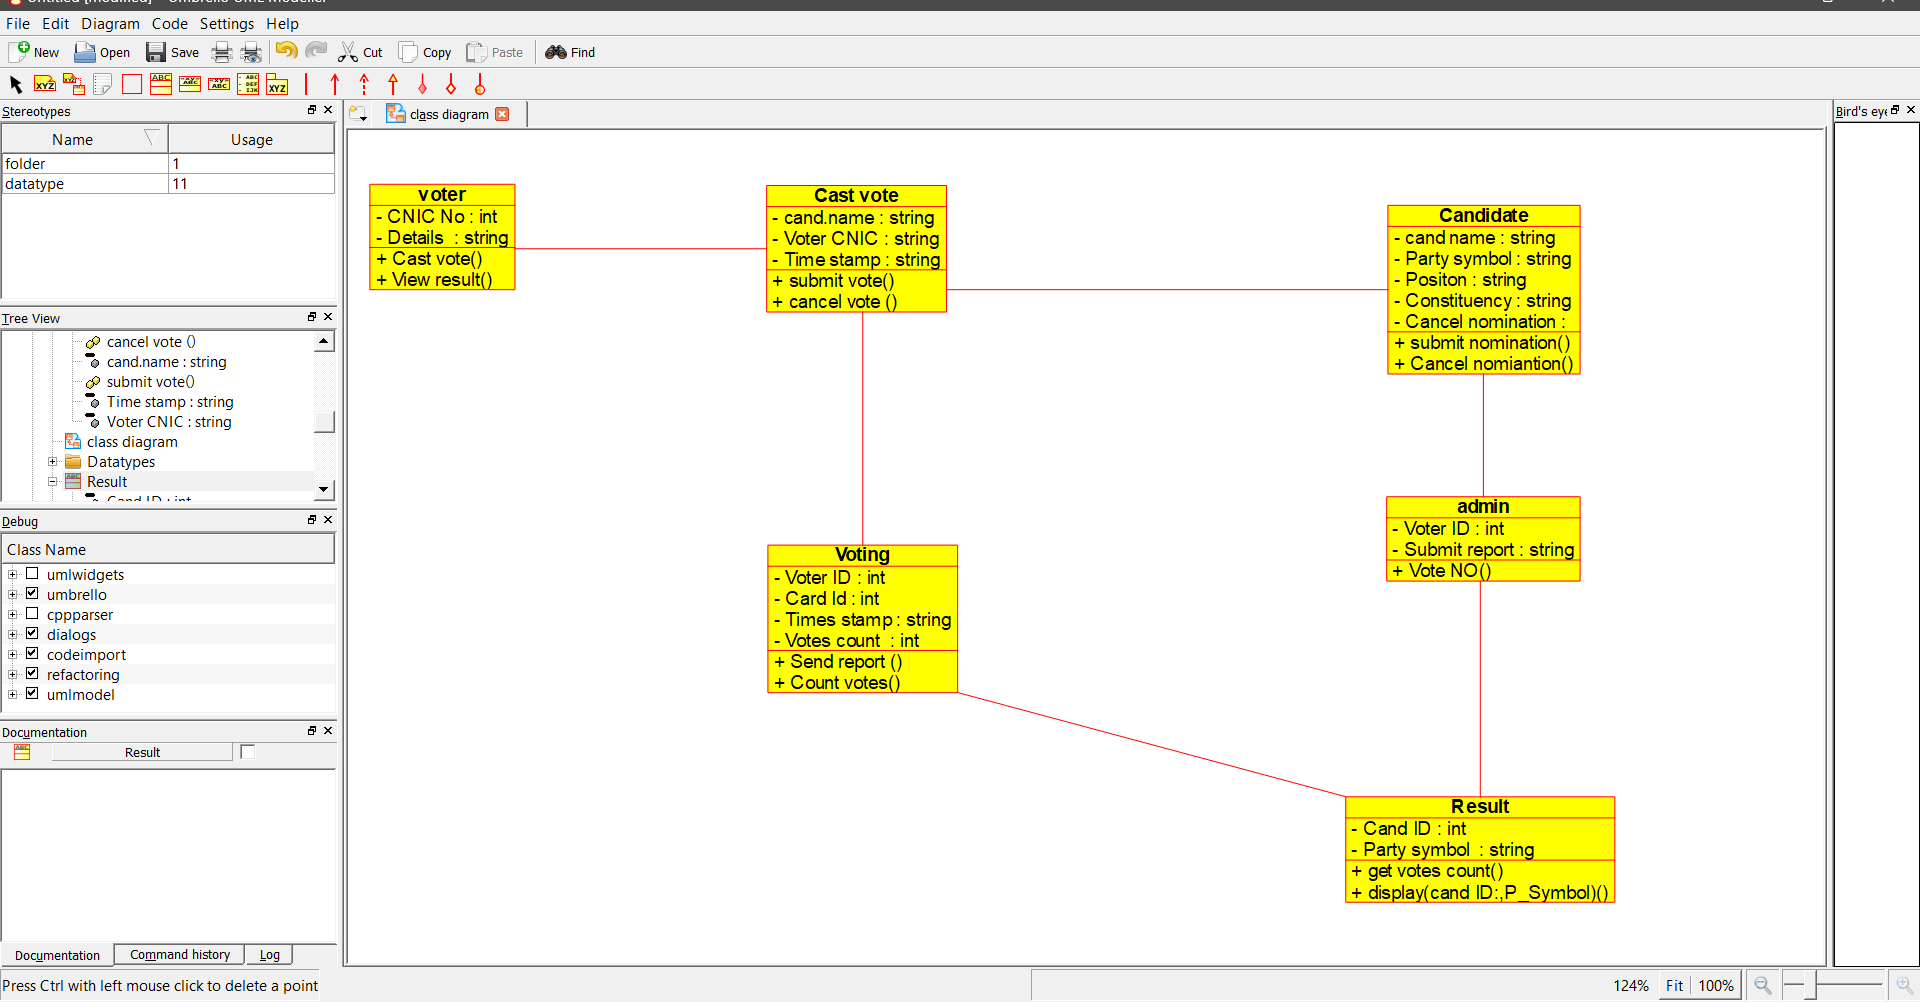 Untitled [modified] - Umbrello UML Modeller
File Edit Diagram Code Settings Help
New Open Save Cut Copy Paste Find
Stereotypes
Name Usage
folder 1
datatype 11
Tree View
cancel vote ()
cand.name : string
submit vote()
Time stamp : string
Voter CNIC : string
class diagram
Datatypes
Result
Cand ID : int
Debug
Class Name
umlwidgets
umbrello
cppparser
dialogs
codeimport
refactoring
umlmodel
Documentation
Result
Documentation Command history Log
Press Ctrl with left mouse click to delete a point
class diagram
voter
- CNIC No : int
- Details : string
+ Cast vote()
+ View result()
Cast vote
- cand.name : string
- Voter CNIC : string
- Time stamp : string
+ submit vote()
+ cancel vote ()
Candidate
- cand name : string
- Party symbol : string
- Positon : string
- Constituency : string
- Cancel nomination :
+ submit nomination()
+ Cancel nomiantion()
Voting
- Voter ID : int
- Card Id : int
- Times stamp : string
- Votes count : int
+ Send report ()
+ Count votes()
admin
- Voter ID : int
- Submit report : string
+ Vote NO()
Result
- Cand ID : int
- Party symbol : string
+ get votes count()
+ display(cand ID:,P_Symbol)()
Bird's eye
124% Fit 100%